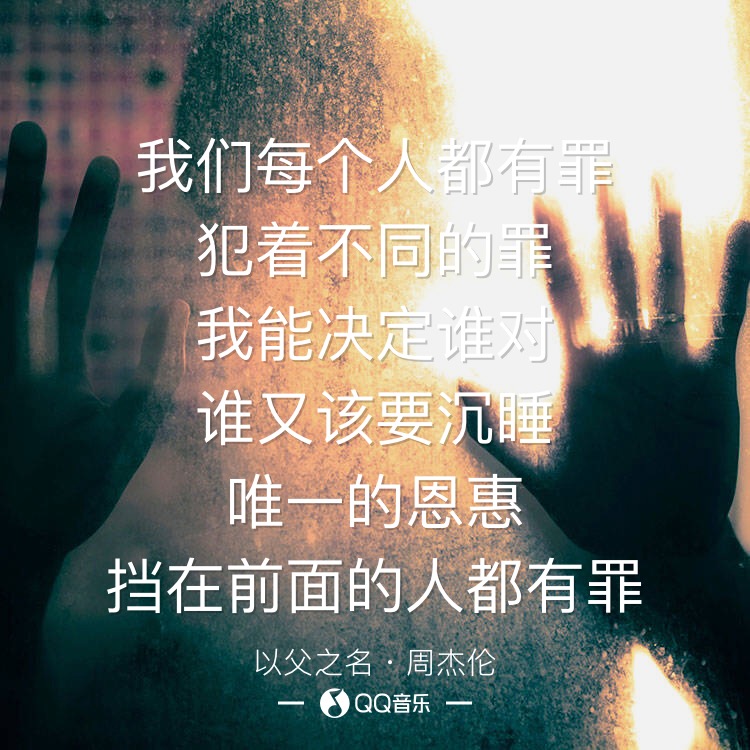 我们每个人都有罪
犯着不同的罪
我能决定谁对
谁又该要沉睡
唯一的恩惠
挡在前面的人都有罪
以父之名 · 周杰伦
QQ音乐